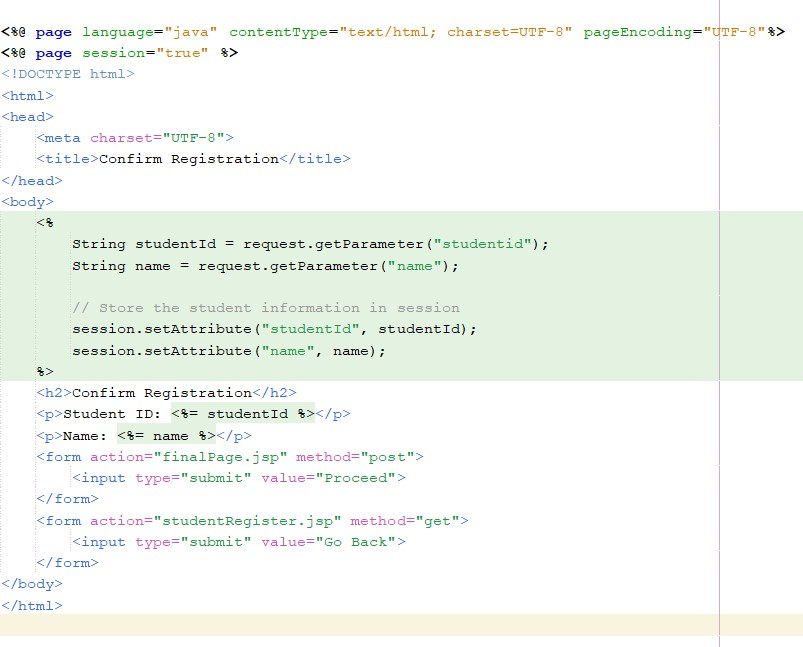 <%@ page language="java" contentType="text/html; charset=UTF-8" pageEncoding="UTF-8"%>
<%@ page session="true" %>
<!DOCTYPE html>
<html>
<head>
    <meta charset="UTF-8">
    <title>Confirm Registration</title>
</head>
<body>
    <%
        String studentId = request.getParameter("studentid");
        String name = request.getParameter("name");

        // Store the student information in session
        session.setAttribute("studentId", studentId);
        session.setAttribute("name", name);
    %>
    <h2>Confirm Registration</h2>
    <p>Student ID: <%= studentId %></p>
    <p>Name: <%= name %></p>
    <form action="finalPage.jsp" method="post">
        <input type="submit" value="Proceed">
    </form>
    <form action="studentRegister.jsp" method="get">
        <input type="submit" value="Go Back">
    </form>
</body>
</html>